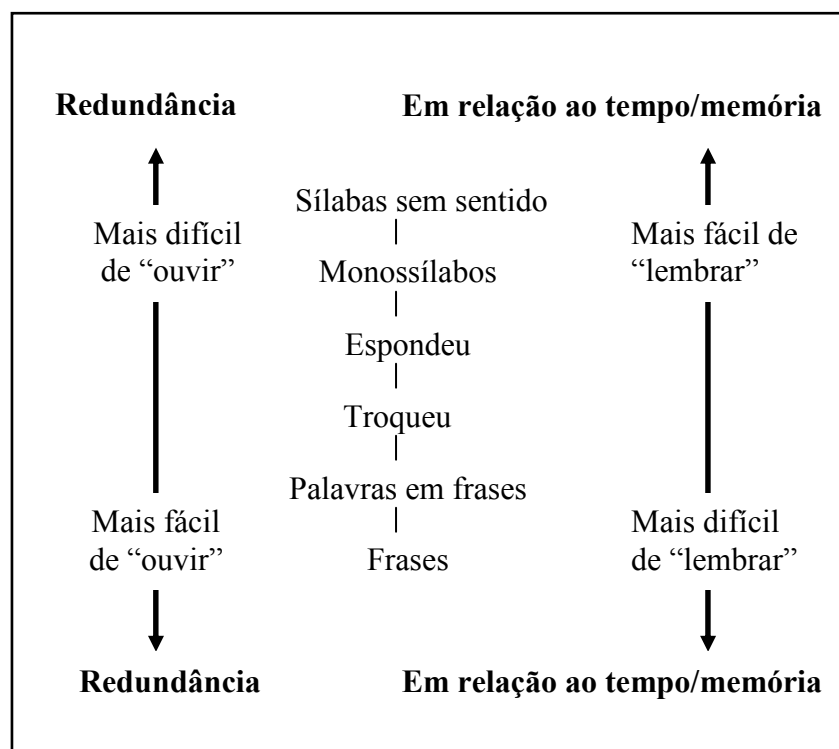 Redundância
Em relação ao tempo/memória
Sílabas sem sentido
Mais difícil
de “ouvir”
Mais fácil de
“lembrar”
Monossílabos
Espondeu
Troqueu
Palavras em frases
Mais fácil
de “ouvir”
Mais difícil
de “lembrar”
Frases
Redundância
Em relação ao tempo/memória